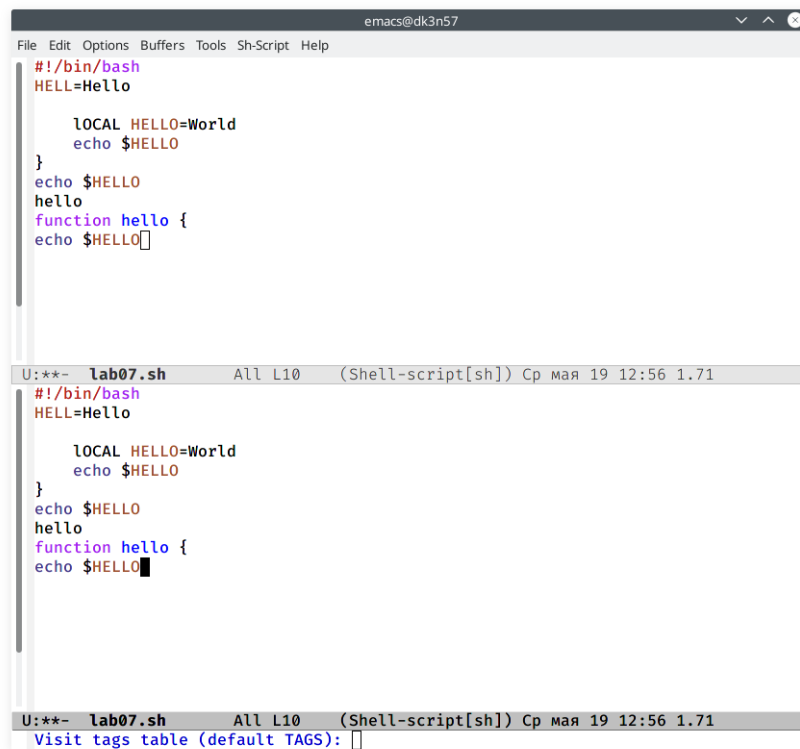 emacs@dk3n57
File Edit Options Buffers Tools Sh-Script Help
#!/bin/bash
HELL=Hello
lOCAL HELLO=World
echo $HELLO
}
echo $HELLO
hello
function hello {
echo $HELLO
U:**- lab07.sh All L10 (Shell-script[sh]) Ср мая 19 12:56 1.71
#!/bin/bash
HELL=Hello
lOCAL HELLO=World
echo $HELLO
}
echo $HELLO
hello
function hello {
echo $HELLO
U:**- lab07.sh All L10 (Shell-script[sh]) Ср мая 19 12:56 1.71
Visit tags table (default TAGS):